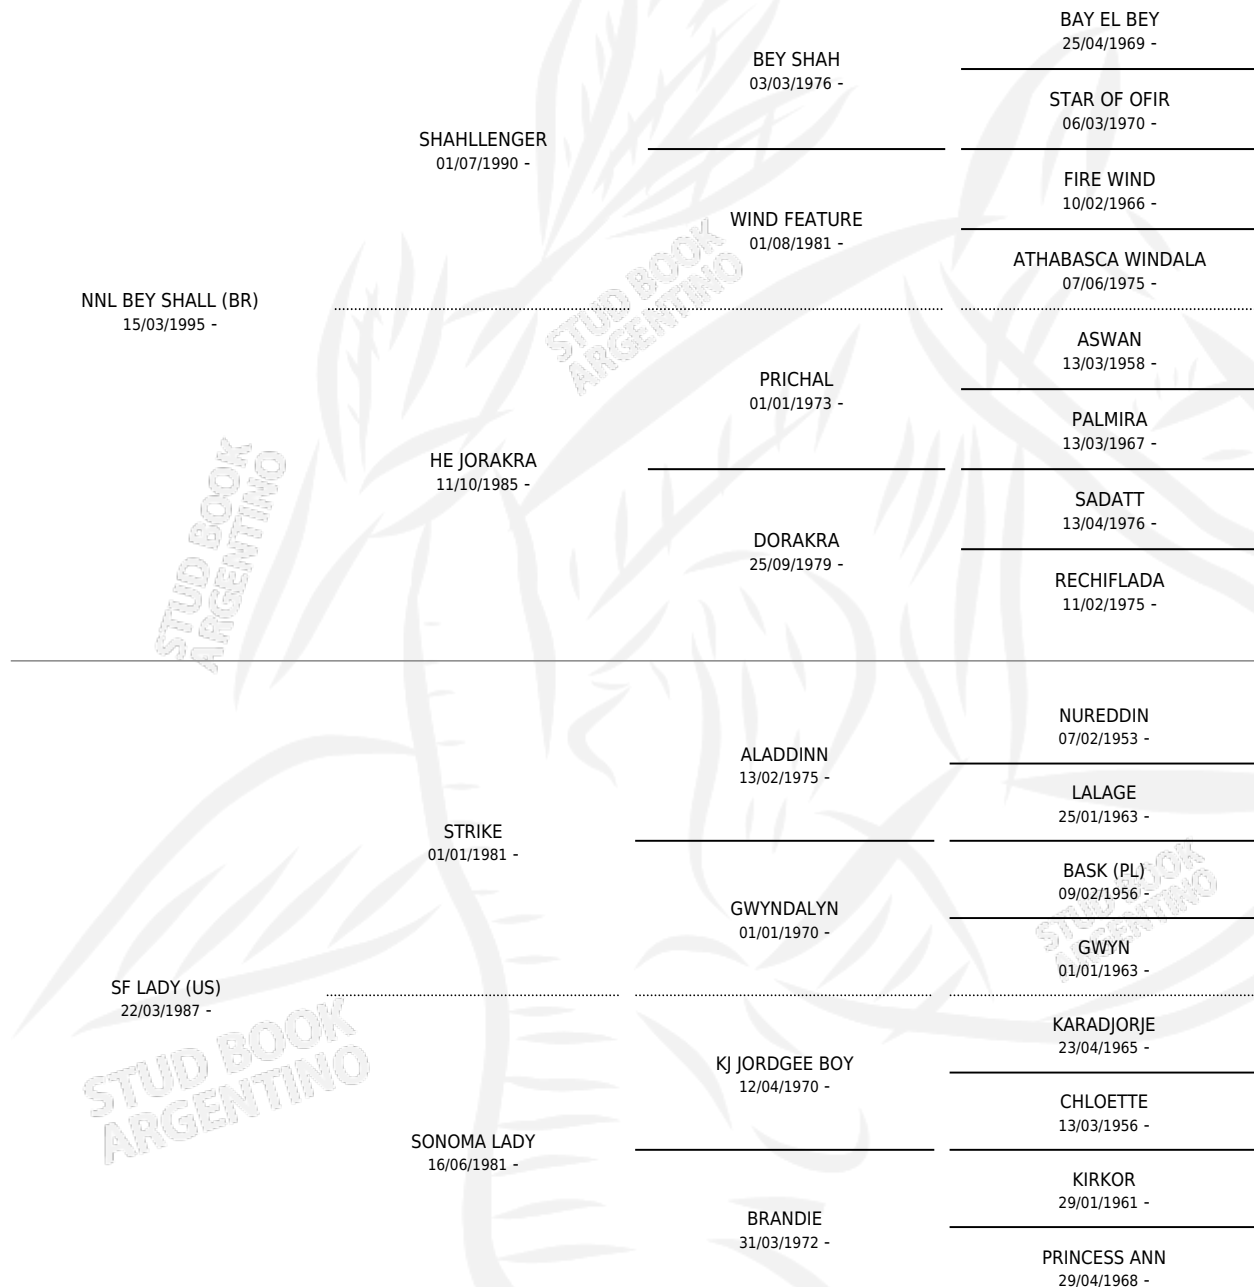 BAY EL BEY
25/04/1969 -
BEY SHAH
03/03/1976 -
STAR OF OFIR
06/03/1970 -
SHAHLLENGER
01/07/1990 -
FIRE WIND
10/02/1966 -
WIND FEATURE
01/08/1981 -
ATHABASCA WINDALA
07/06/1975 -
NNL BEY SHALL (BR)
15/03/1995 -
ASWAN
13/03/1958 -
PRICHAL
01/01/1973 -
PALMIRA
13/03/1967 -
HE JORAKRA
11/10/1985 -
SADATT
13/04/1976 -
DORAKRA
25/09/1979 -
RECHIFLADA
11/02/1975 -
NUREDDIN
07/02/1953 -
ALADDINN
13/02/1975 -
LALAGE
25/01/1963 -
STRIKE
01/01/1981 -
BASK (PL)
09/02/1956 -
GWYNDALYN
01/01/1970 -
GWYN
01/01/1963 -
SF LADY (US)
22/03/1987 -
KARADJORJE
23/04/1965 -
KJ JORDGEE BOY
12/04/1970 -
CHLOETTE
13/03/1956 -
SONOMA LADY
16/06/1981 -
KIRKOR
29/01/1961 -
BRANDIE
31/03/1972 -
PRINCESS ANN
29/04/1968 -
STUD BOOK
ARGENTINO
STUD BOOK
ARGENTINO
STUD BOOK
ARGENTINO
STUD BOOK
ARGENTINO